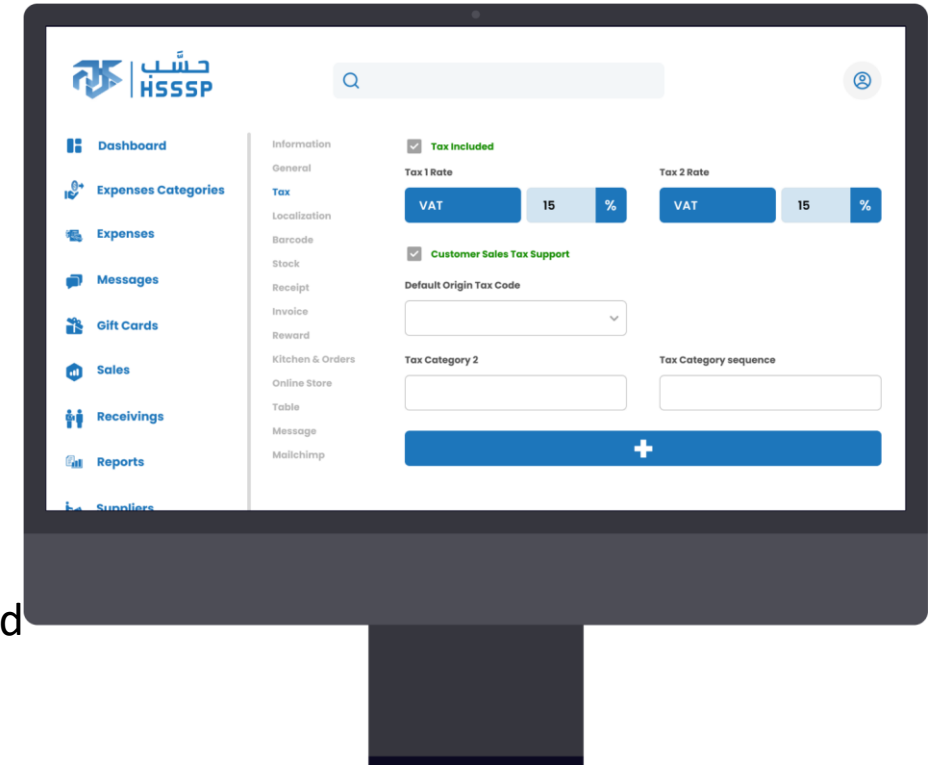 حسَّب
HSSSP
Dashboard
Expenses Categories
Expenses
Messages
Gift Cards
Sales
Receivings
Reports
Suppliers
Information
General
Tax
Localization
Barcode
Stock
Receipt
Invoice
Reward
Kitchen & Orders
Online Store
Table
Message
Mailchimp
Tax Included
Tax 1 Rate
Tax 2 Rate
VAT 15 %
VAT 15 %
Customer Sales Tax Support
Default Origin Tax Code
Tax Category 2
Tax Category sequence
d